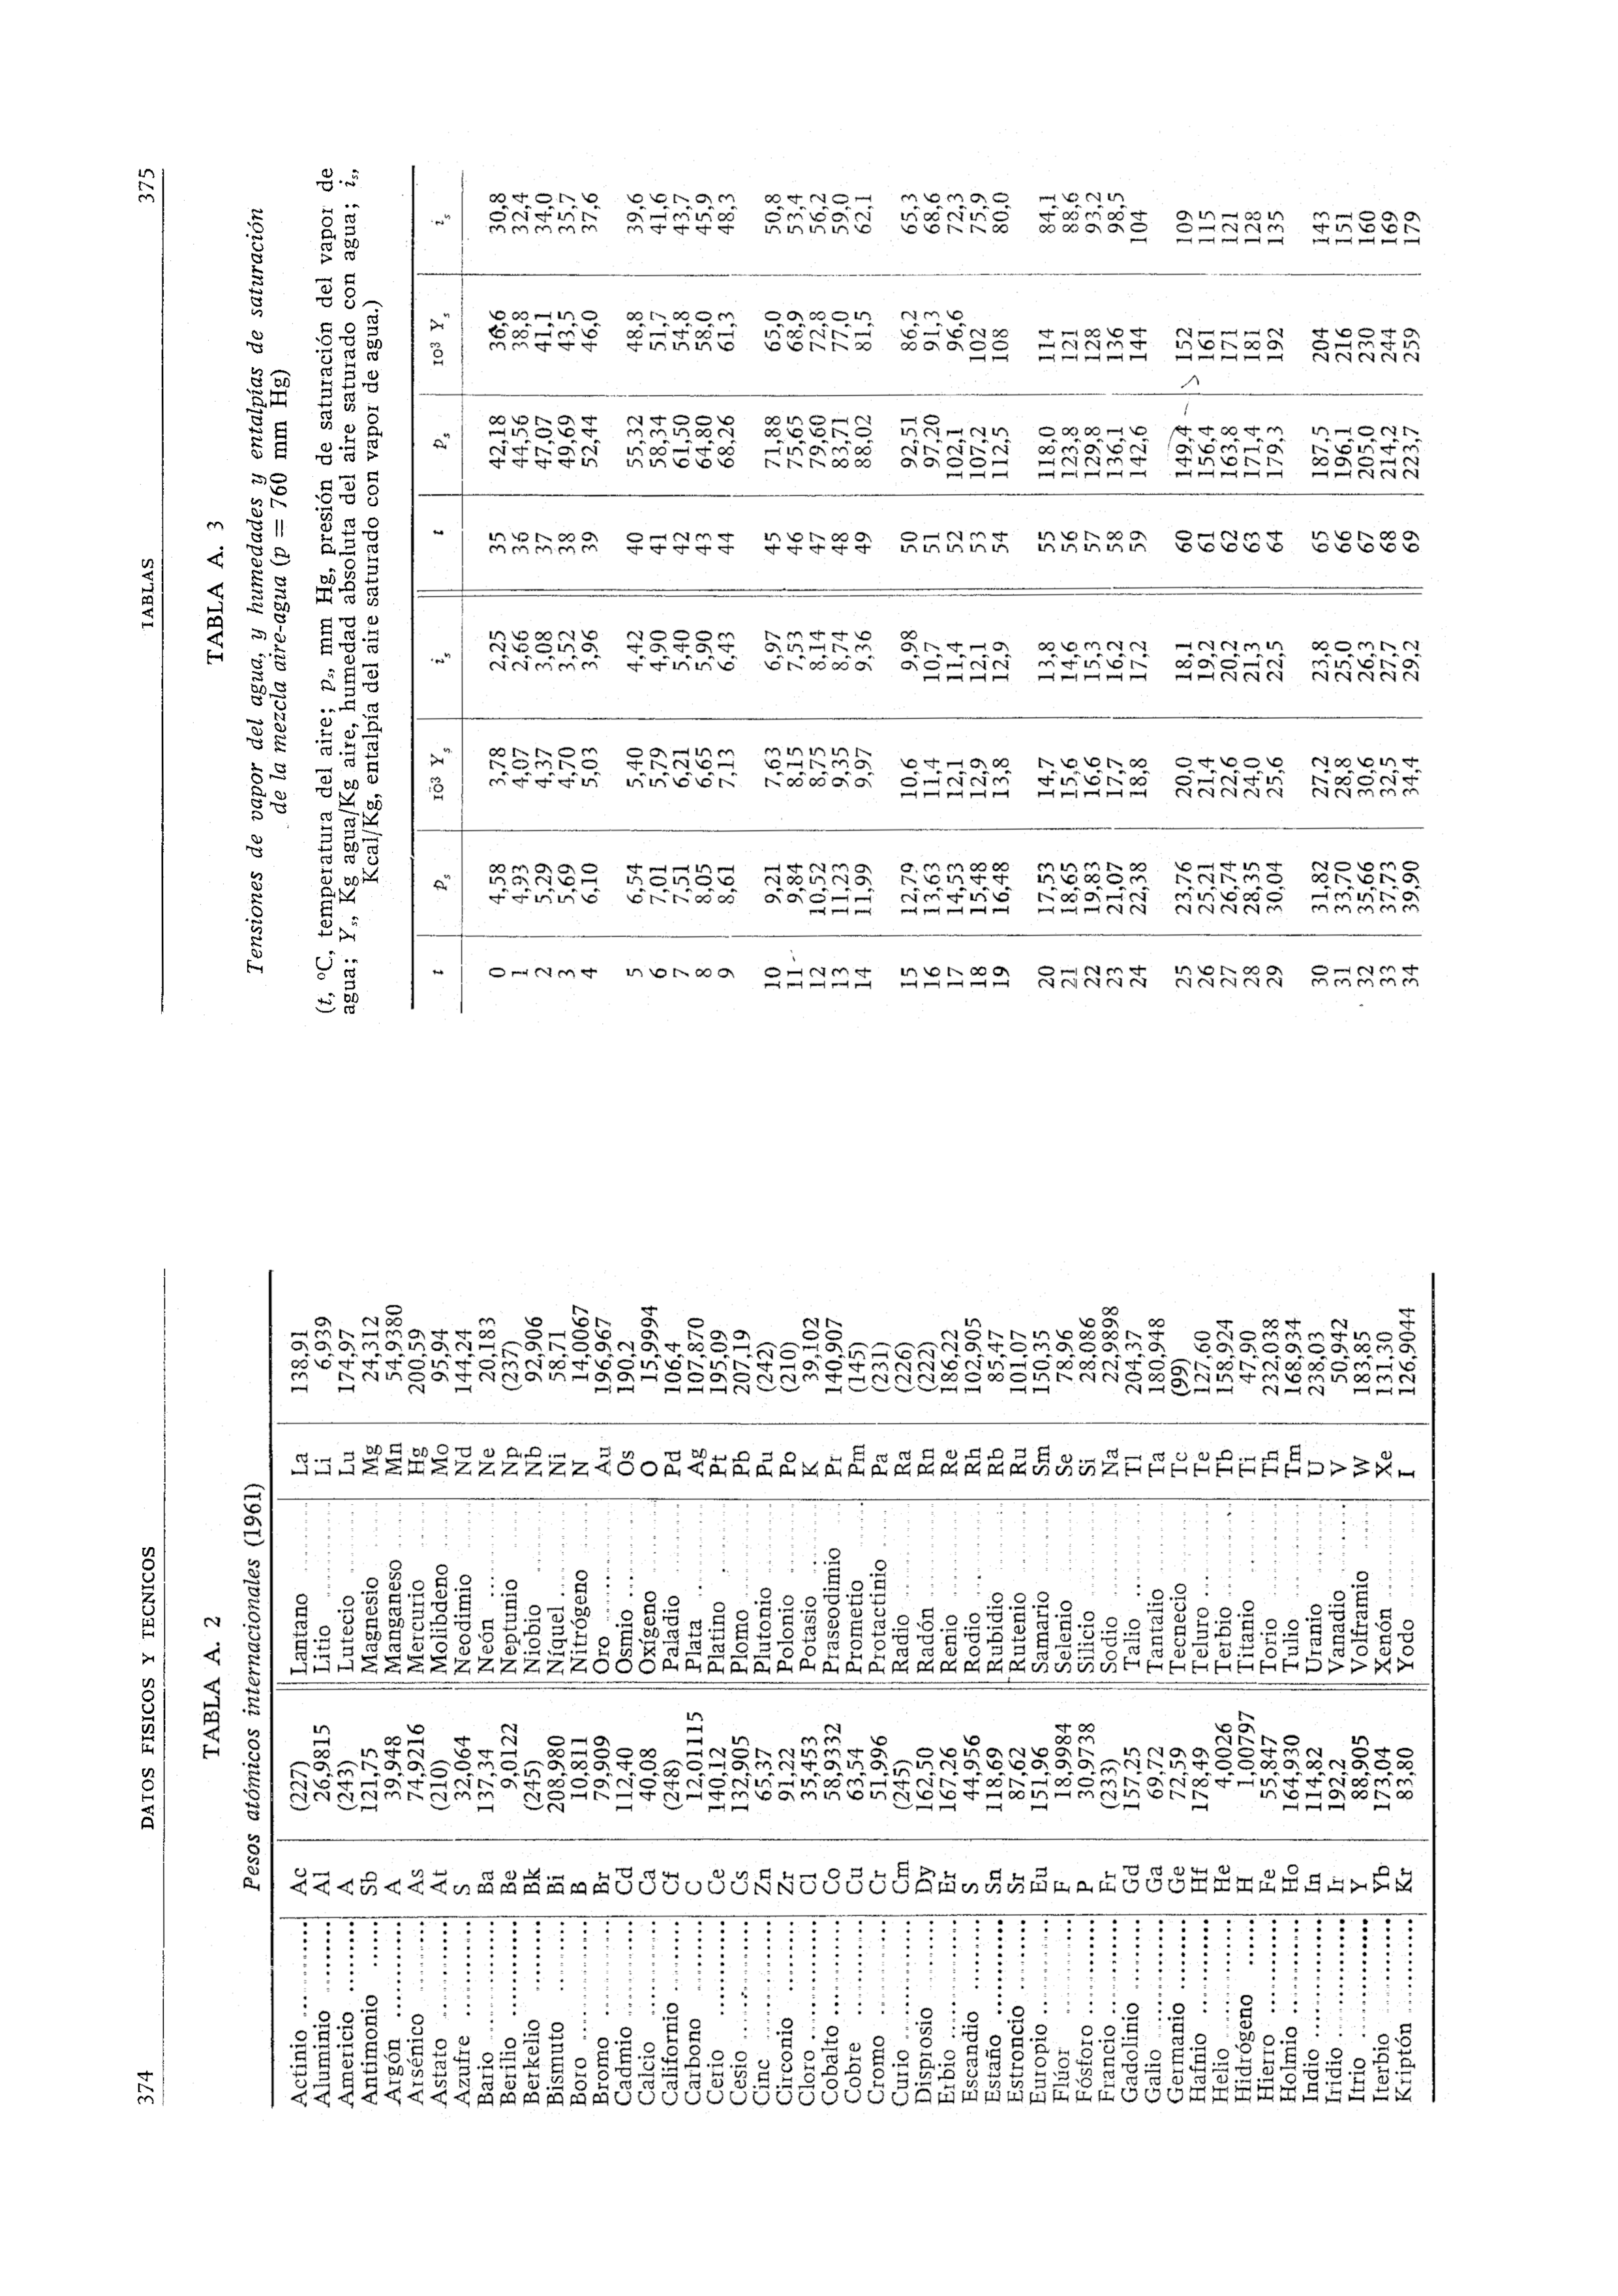 374 DATOS FISICOS Y TECNICOS
TABLA A. 2
Pesos atómicos internacionales (1961)
Actinio Ac (227) Lantano La 138,91
Aluminio Al 26,9815 Litio Li 6,939
Americio A (243) Lutecio Lu 174,97
Antimonio Sb 121,75 Magnesio Mg 24,312
Argón A 39,948 Manganeso Mn 54,9380
Arsénico As 74,9216 Mercurio Hg 200,59
Astato At (210) Molibdeno Mo 95,94
Azufre S 32,064 Neodimio Nd 144,24
Bario Ba 137,34 Neón Ne 20,183
Berilio Be 9,0122 Neptunio Np (237)
Berkelio Bk (245) Niobio Nb 92,906
Bismuto Bi 208,980 Níquel Ni 58,71
Boro B 10,811 Nitrógeno N 14,0067
Bromo Br 79,909 Oro Au 196,967
Cadmio Cd 112,40 Osmio Os 190,2
Calcio Ca 40,08 Oxígeno O 15,9994
Californio Cf (248) Paladio Pd 106,4
Carbono C 12,01115 Plata Ag 107,870
Cerio Ce 140,12 Platino Pt 195,09
Cesio Cs 132,905 Plomo Pb 207,19
Cinc Zn 65,37 Plutonio Pu (242)
Circonio Zr 91,22 Polonio Po (210)
Cloro Cl 35,453 Potasio K 39,102
Cobalto Co 58,9332 Praseodimio Pr 140,907
Cobre Cu 63,54 Prometio Pm (145)
Cromo Cr 51,996 Protactinio Pa (231)
Curio Cm (245) Radio Ra (226)
Disprosio Dy 162,50 Radón Rn (222)
Erbio Er 167,26 Renio Re 186,22
Escandio S 44,956 Rodio Rh 102,905
Estaño Sn 118,69 Rubidio Rb 85,47
Estroncio Sr 87,62 Rutenio Ru 101,07
Europio Eu 151,96 Samario Sm 150,35
Flúor F 18,9984 Selenio Se 78,96
Fósforo P 30,9738 Silicio Si 28,086
Francio Fr (233) Sodio Na 22,9898
Gadolinio Gd 157,25 Talio Tl 204,37
Galio Ga 69,72 Tantalio Ta 180,948
Germanio Ge 72,59 Tecnecio Tc (99)
Hafnio Hf 178,49 Teluro Te 127,60
Helio He 4,0026 Terbio Tb 158,924
Hidrógeno H 1,00797 Titanio Ti 47,90
Hierro Fe 55,847 Torio Th 232,038
Holmio Ho 164,930 Tulio Tm 168,934
Indio In 114,82 Uranio U 238,03
Iridio Ir 192,2 Vanadio V 50,942
Itrio Y 88,905 Volframio W 183,85
Iterbio Yb 173,04 Xenón Xe 131,30
Kriptón Kr 83,80 Yodo I 126,9044
TABLAS 375
TABLA A. 3
Tensiones de vapor del agua, y humedades y entalpías de saturación
de la mezcla aire-agua (p = 760 mm Hg)
(t, °C, temperatura del aire; ps, mm Hg, presión de saturación del vapor de
agua; Ys, Kg agua/Kg aire, humedad absoluta del aire saturado con agua; is,
Kcal/Kg, entalpía del aire saturado con vapor de agua.)
t ps 10³ Ys is t ps 10³ Ys is
0 4,58 3,78 2,25 35 42,18 36,6 30,8
1 4,93 4,07 2,66 36 44,56 38,8 32,4
2 5,29 4,37 3,08 37 47,07 41,1 34,0
3 5,69 4,70 3,52 38 49,69 43,5 35,7
4 6,10 5,03 3,96 39 52,44 46,0 37,6
5 6,54 5,40 4,42 40 55,32 48,8 39,6
6 7,01 5,79 4,90 41 58,34 51,7 41,6
7 7,51 6,21 5,40 42 61,50 54,8 43,7
8 8,05 6,65 5,90 43 64,80 58,0 45,9
9 8,61 7,13 6,43 44 68,26 61,3 48,3
10 9,21 7,63 6,97 45 71,88 65,0 50,8
11 9,84 8,15 7,53 46 75,65 68,9 53,4
12 10,52 8,75 8,14 47 79,60 72,8 56,2
13 11,23 9,35 8,74 48 83,71 77,0 59,0
14 11,99 9,97 9,36 49 88,02 81,5 62,1
15 12,79 10,6 9,98 50 92,51 86,2 65,3
16 13,63 11,4 10,7 51 97,20 91,3 68,6
17 14,53 12,1 11,4 52 102,1 96,6 72,3
18 15,48 12,9 12,1 53 107,2 102 75,9
19 16,48 13,8 12,9 54 112,5 108 80,0
20 17,53 14,7 13,8 55 118,0 114 84,1
21 18,65 15,6 14,6 56 123,8 121 88,6
22 19,83 16,6 15,3 57 129,8 128 93,2
23 21,07 17,7 16,2 58 136,1 136 98,5
24 22,38 18,8 17,2 59 142,6 144 104
25 23,76 20,0 18,1 60 149,4 152 109
26 25,21 21,4 19,2 61 156,4 161 115
27 26,74 22,6 20,2 62 163,8 171 121
28 28,35 24,0 21,3 63 171,4 181 128
29 30,04 25,6 22,5 64 179,3 192 135
30 31,82 27,2 23,8 65 187,5 204 143
31 33,70 28,8 25,0 66 196,1 216 151
32 35,66 30,6 26,3 67 205,0 230 160
33 37,73 32,5 27,7 68 214,2 244 169
34 39,90 34,4 29,2 69 223,7 259 179